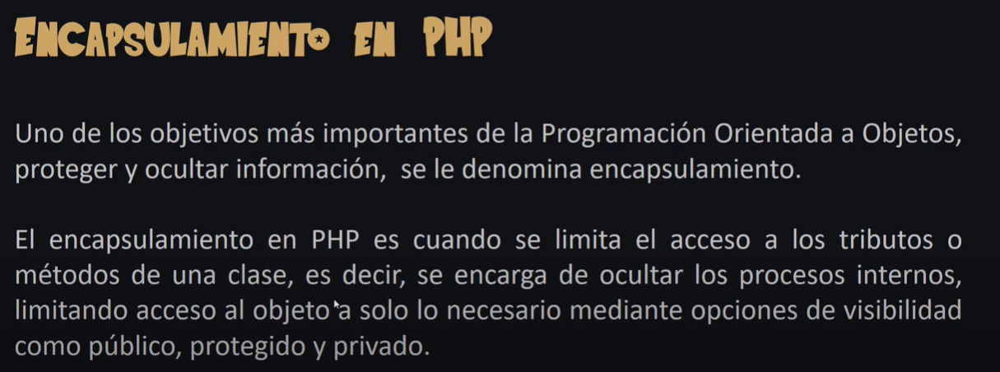 ENCAPSULAMIENTO EN PHP
Uno de los objetivos más importantes de la Programación Orientada a Objetos,
proteger y ocultar información, se le denomina encapsulamiento.
El encapsulamiento en PHP es cuando se limita el acceso a los tributos o
métodos de una clase, es decir, se encarga de ocultar los procesos internos,
limitando acceso al objeto a solo lo necesario mediante opciones de visibilidad
como público, protegido y privado.